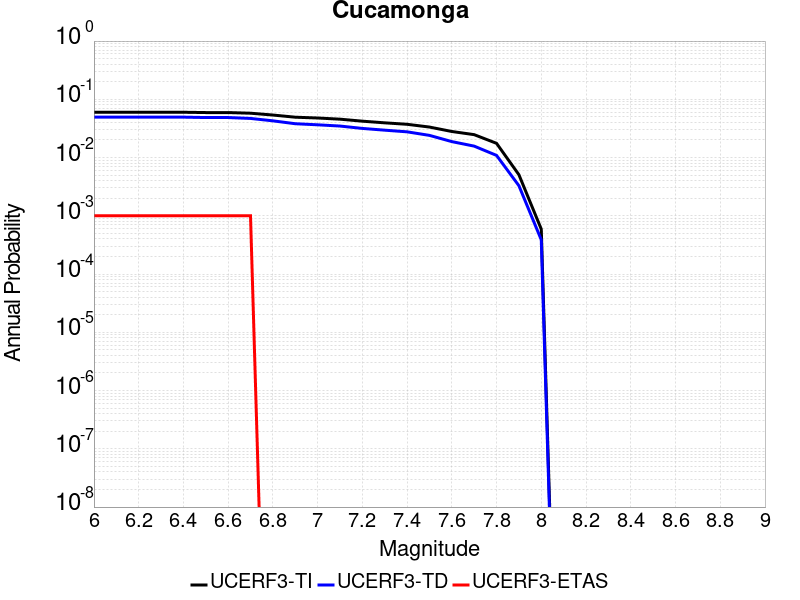 Cucamonga
10^0
10^-1
10^-2
10^-3
10^-4
10^-5
10^-6
10^-7
10^-8
Annual Probability
6 6.2 6.4 6.6 6.8 7 7.2 7.4 7.6 7.8 8 8.2 8.4 8.6 8.8 9
Magnitude
UCERF3-TI UCERF3-TD UCERF3-ETAS